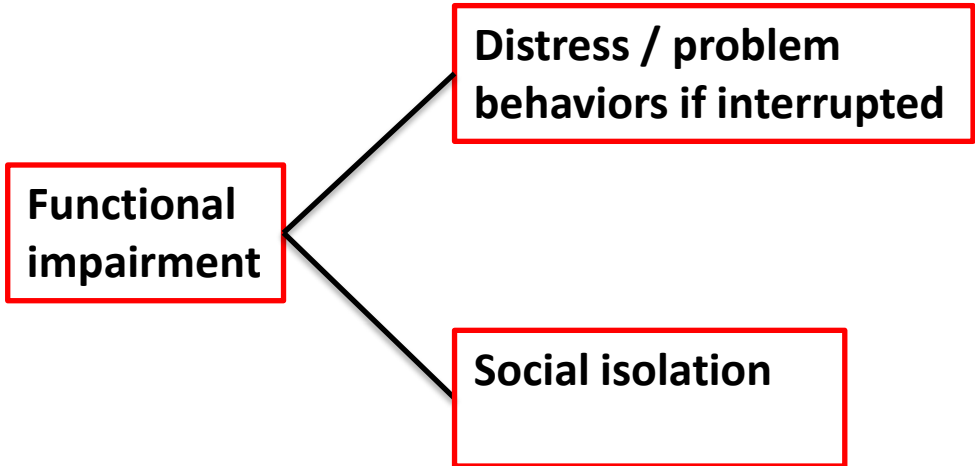 Distress / problem
behaviors if interrupted
Functional
impairment
Social isolation